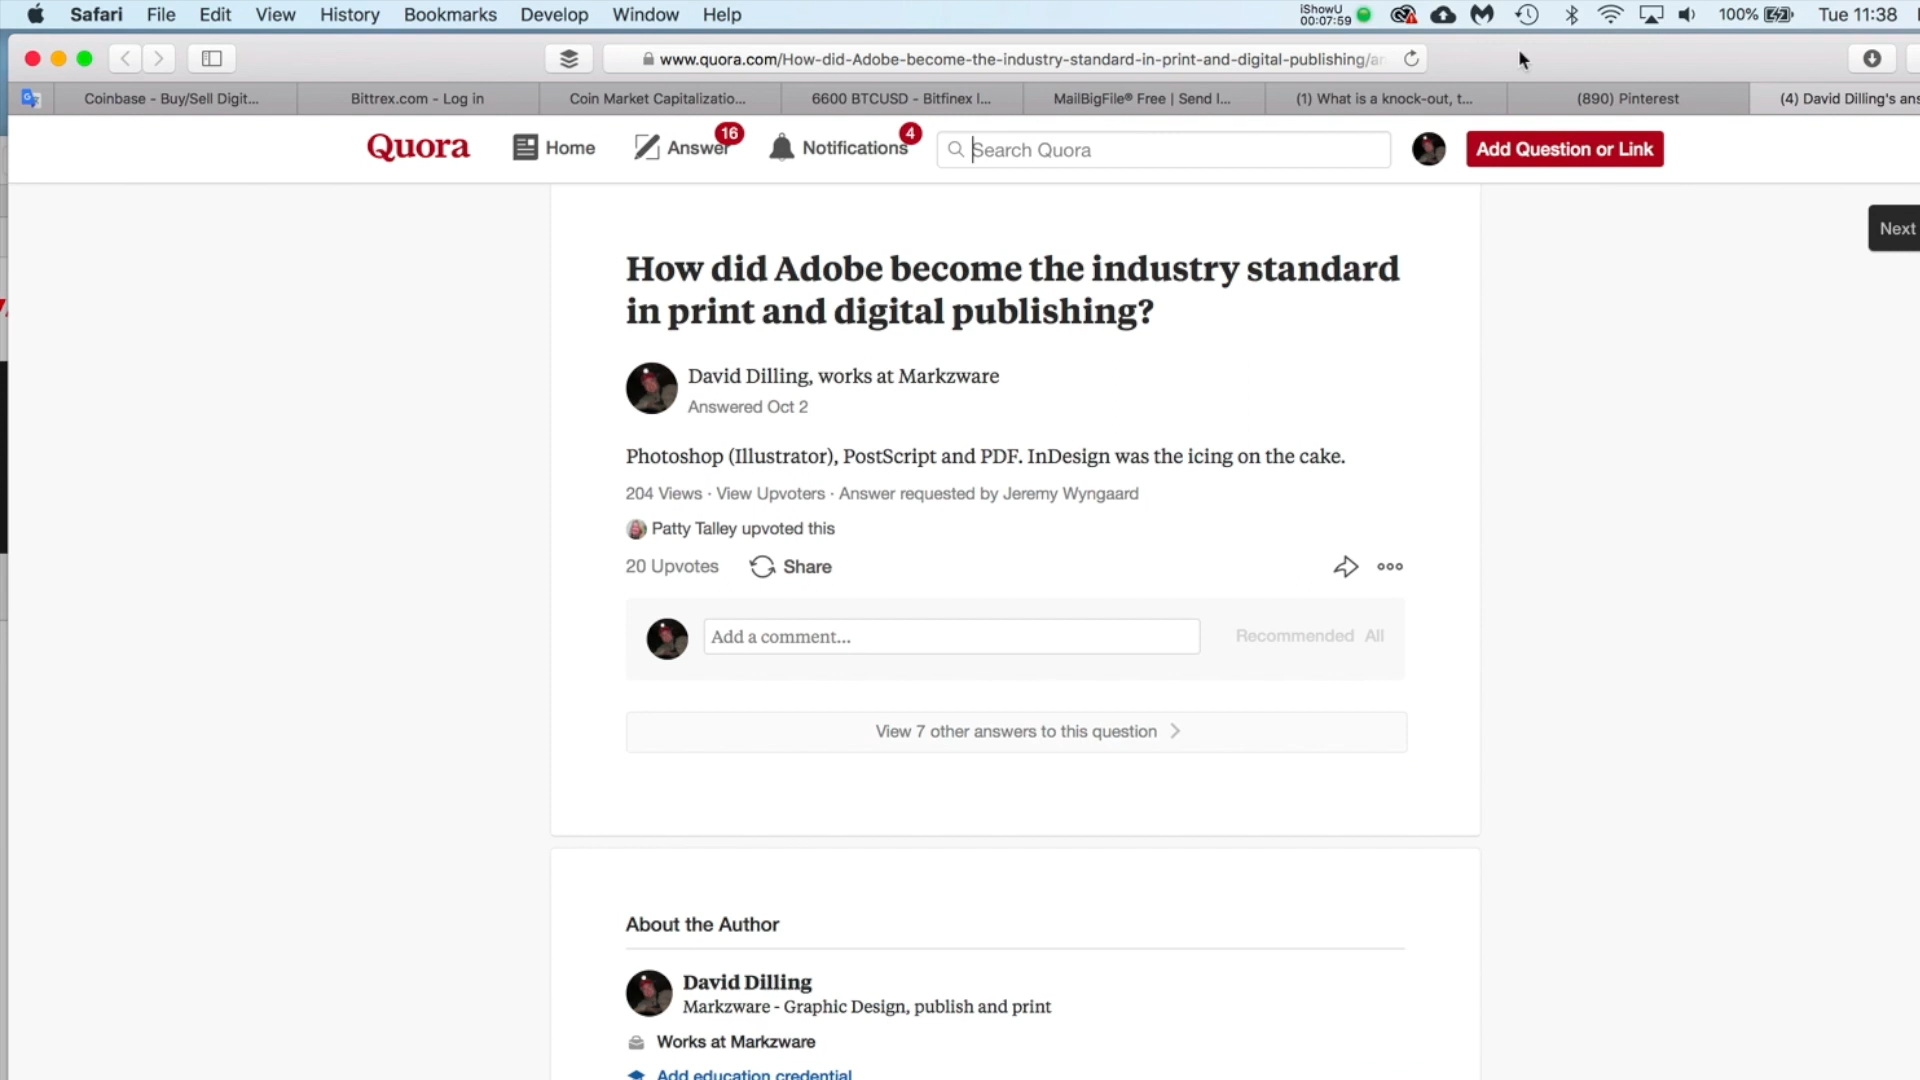 Safari File Edit View History Bookmarks Develop Window Help iShowU 00:07:59 100% Tue 11:38
www.quora.com/How-did-Adobe-become-the-industry-standard-in-print-and-digital-publishing/
Coinbase - Buy/Sell Digit... Bittrex.com - Log in Coin Market Capitalizatio... 6600 BTCUSD - Bitfinex I... MailBigFile® Free | Send I... (1) What is a knock-out, t... (890) Pinterest (4) David Dilling's ans
Quora Home Answer 16 Notifications 4 Search Quora Add Question or Link
Next
How did Adobe become the industry standard
in print and digital publishing?
David Dilling, works at Markzware
Answered Oct 2
Photoshop (Illustrator), PostScript and PDF. InDesign was the icing on the cake.
204 Views · View Upvoters · Answer requested by Jeremy Wyngaard
Patty Talley upvoted this
20 Upvotes Share
Add a comment... Recommended All
View 7 other answers to this question
About the Author
David Dilling
Markzware - Graphic Design, publish and print
Works at Markzware
Add education credential